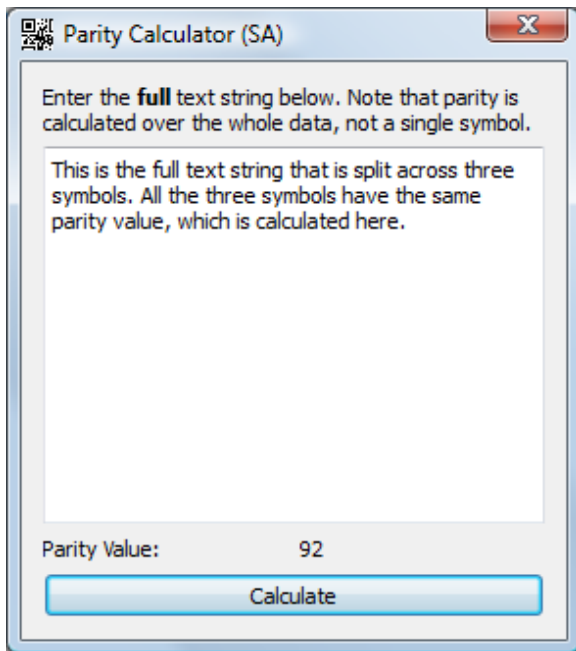 Parity Calculator (SA)
Enter the full text string below. Note that parity is
calculated over the whole data, not a single symbol.
This is the full text string that is split across three
symbols. All the three symbols have the same
parity value, which is calculated here.
Parity Value: 92
Calculate